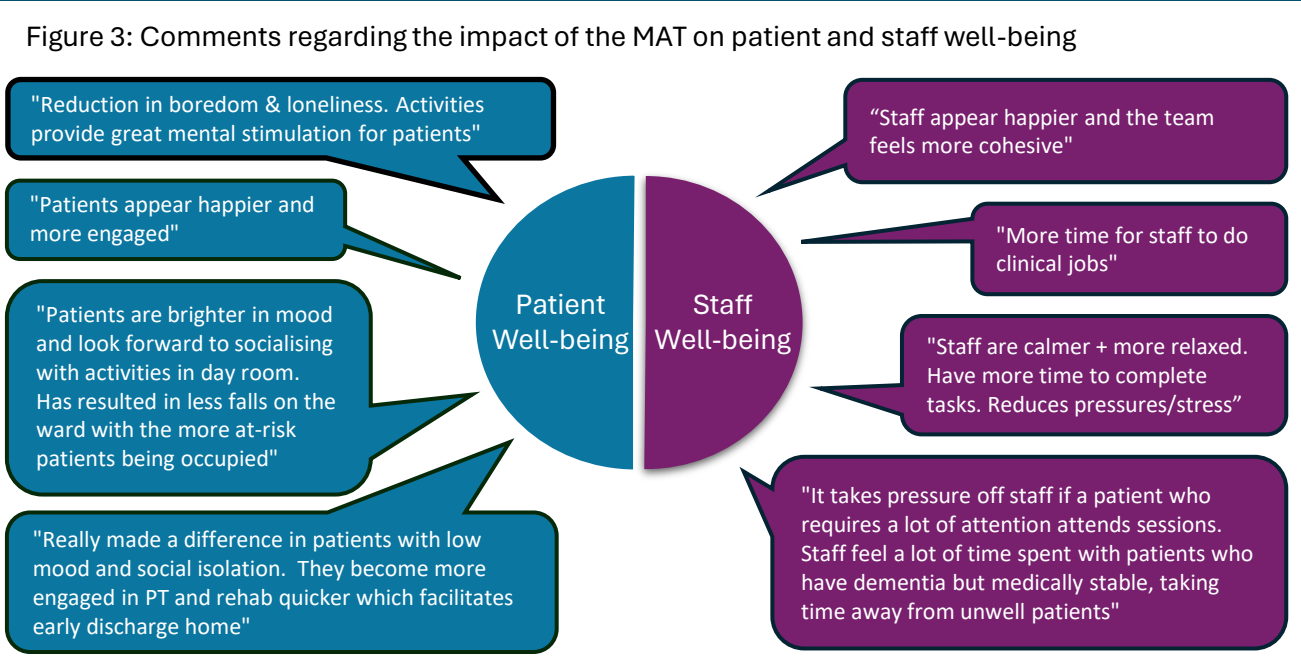 Figure 3: Comments regarding the impact of the MAT on patient and staff well-being
"Reduction in boredom & loneliness. Activities
provide great mental stimulation for patients"
"Patients appear happier and
more engaged"
"Patients are brighter in mood
and look forward to socialising
with activities in day room.
Has resulted in less falls on the
ward with the more at-risk
patients being occupied"
"Really made a difference in patients with low
mood and social isolation.  They become more
engaged in PT and rehab quicker which facilitates
early discharge home"
Patient
Well-being
Staff
Well-being
“Staff appear happier and the team
feels more cohesive"
"More time for staff to do
clinical jobs"
"Staff are calmer + more relaxed.
Have more time to complete
tasks. Reduces pressures/stress”
"It takes pressure off staff if a patient who
requires a lot of attention attends sessions.
Staff feel a lot of time spent with patients who
have dementia but medically stable, taking
time away from unwell patients"